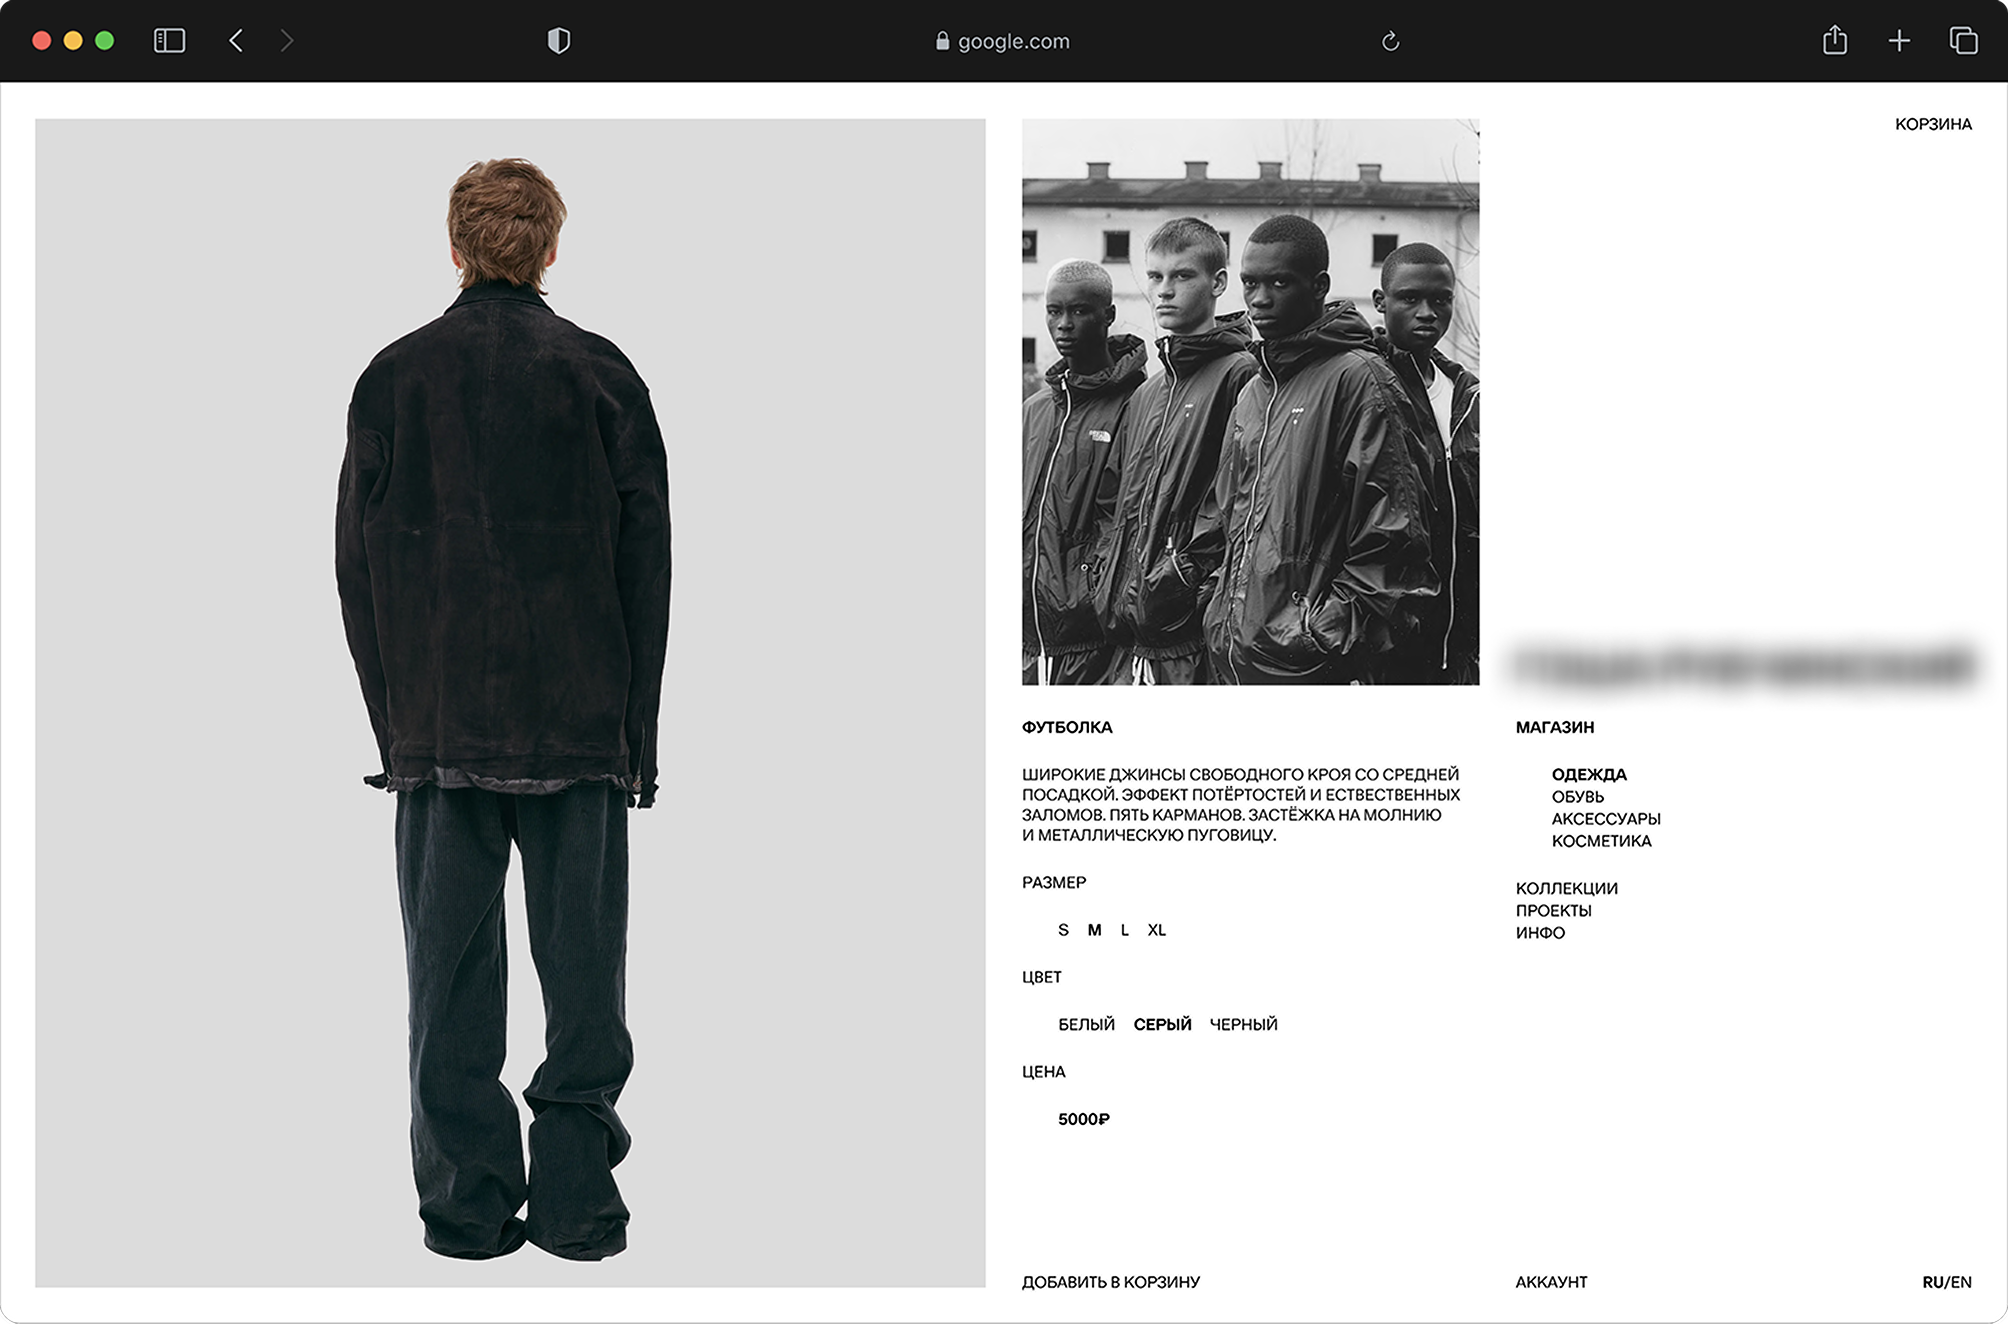 google.com
КОРЗИНА
ФУТБОЛКА
ШИРОКИЕ ДЖИНСЫ СВОБОДНОГО КРОЯ СО СРЕДНЕЙ
ПОСАДКОЙ. ЭФФЕКТ ПОТЁРТОСТЕЙ И ЕСТВЕСТВЕННЫХ
ЗАЛОМОВ. ПЯТЬ КАРМАНОВ. ЗАСТЁЖКА НА МОЛНИЮ
И МЕТАЛЛИЧЕСКУЮ ПУГОВИЦУ.
РАЗМЕР
S M L XL
ЦВЕТ
БЕЛЫЙ СЕРЫЙ ЧЕРНЫЙ
ЦЕНА
5000₽
ДОБАВИТЬ В КОРЗИНУ
МАГАЗИН
ОДЕЖДА
ОБУВЬ
АКСЕССУАРЫ
КОСМЕТИКА
КОЛЛЕКЦИИ
ПРОЕКТЫ
ИНФО
АККАУНТ
RU/EN